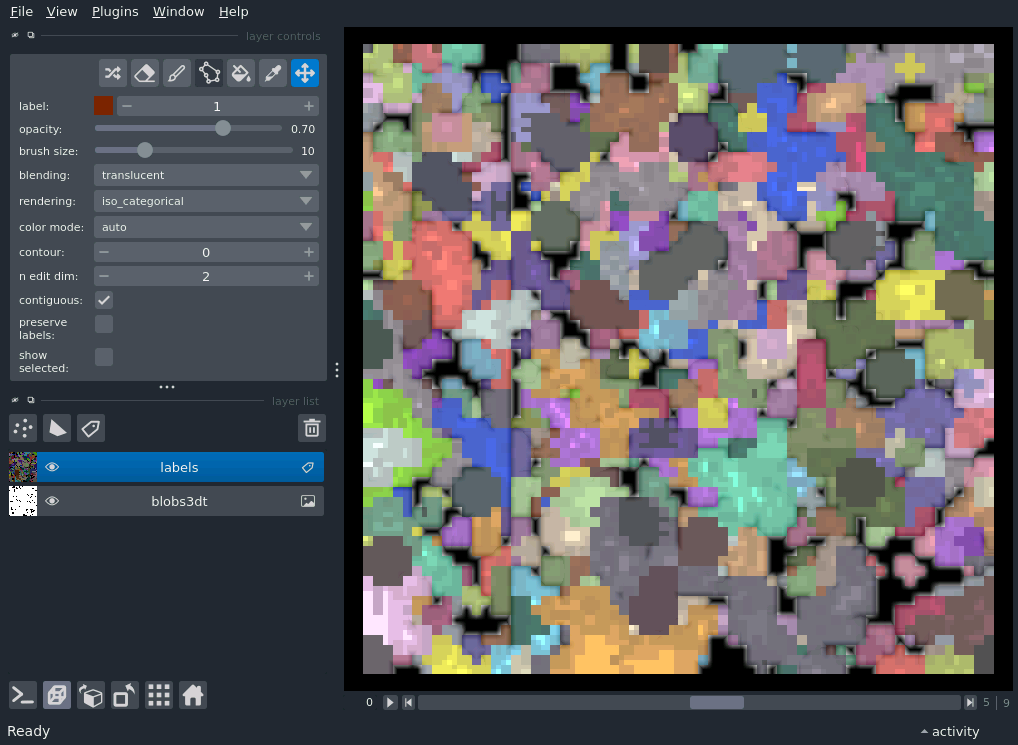 File View Plugins Window Help
layer controls
label: 1
opacity: 0.70
brush size: 10
blending: translucent
rendering: iso_categorical
color mode: auto
contour: 0
n edit dim: 2
contiguous:
preserve
labels:
show
selected:
layer list
labels
blobs3dt
0 5 | 9
Ready activity